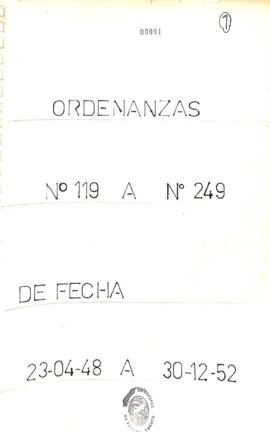 00001
1
ORDENANZAS
Nº 119 A Nº 249
DE FECHA
23-04-48 A 30-12-52